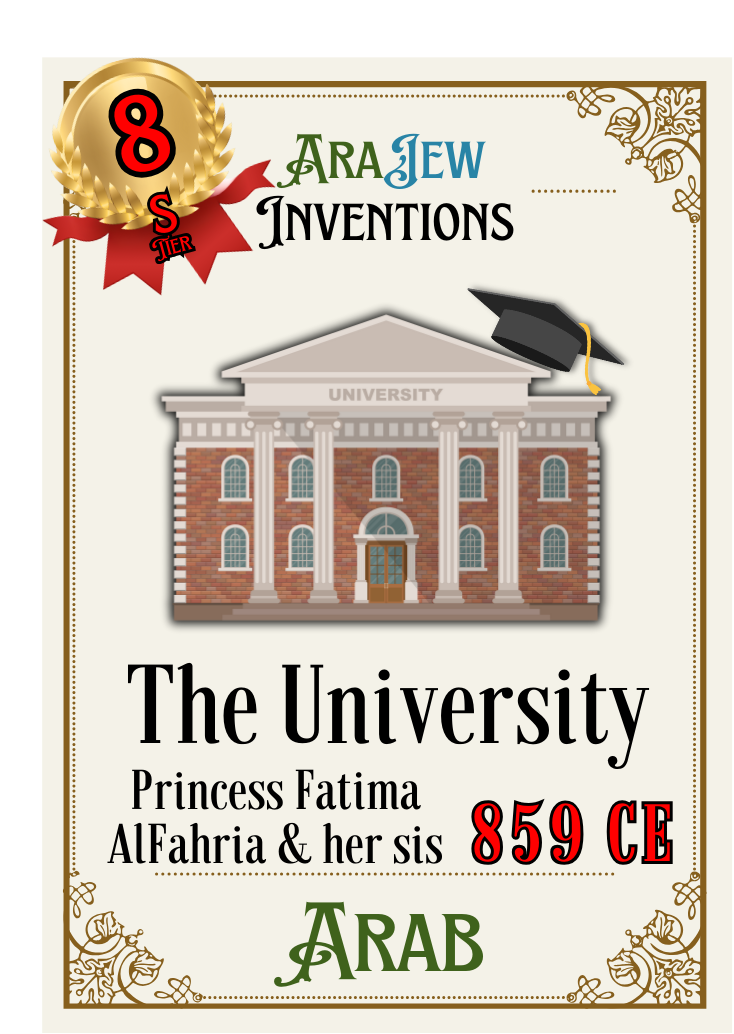 8
S
TIER
ARAJEW
INVENTIONS
UNIVERSITY
The University
Princess Fatima
AlFahria & her sis
859 CE
ARAB